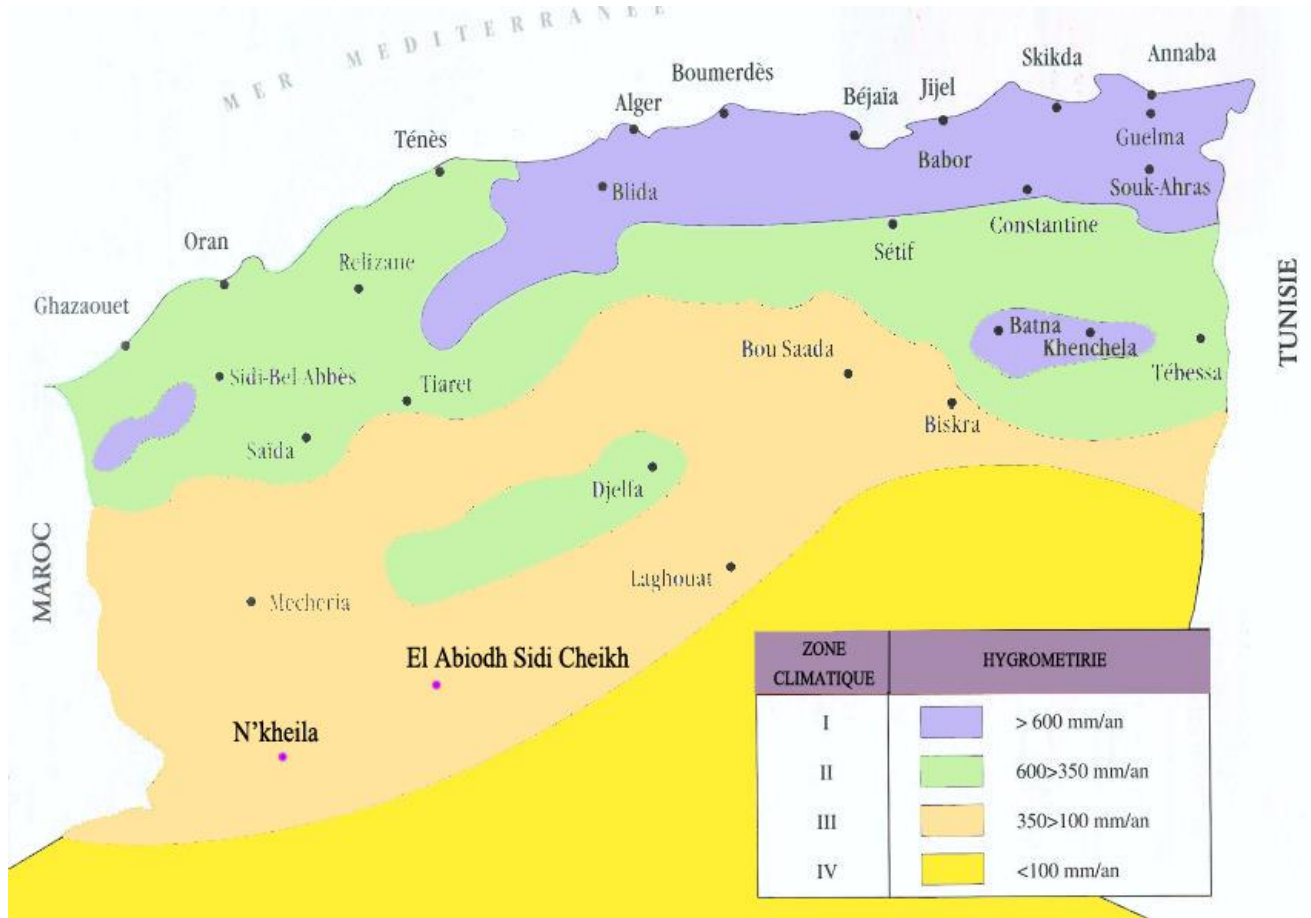 MER MEDITERRANEE
Skikda
Annaba
Boumerdès
Jijel
Béjaïa
Alger
Ténès
Guelma
Babor
Souk-Ahras
Blida
Constantine
Oran
Sétif
Relizane
TUNISIE
Ghazaouet
Batna
Bou Saada
Khenchela
Sidi-Bel-Abbès
Tiaret
Tébessa
Biskra
Saïda
Djelfa
MAROC
Laghouat
Mecheria
El Abiodh Sidi Cheikh
N'kheila
ZONE CLIMATIQUE
HYGROMETIRIE
I
> 600 mm/an
II
600>350 mm/an
III
350>100 mm/an
IV
<100 mm/an